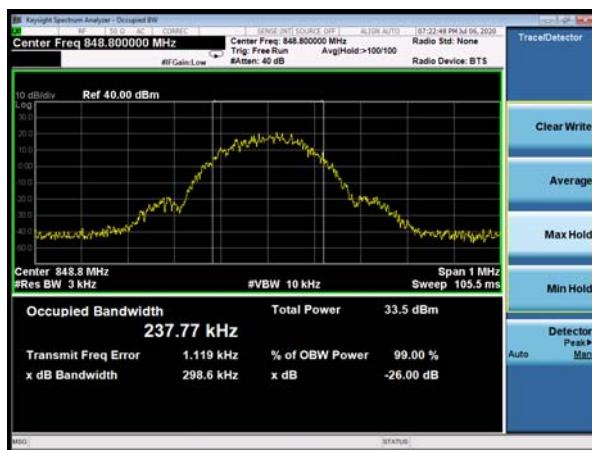 Keysight Spectrum Analyzer - Occupied BW
RF 50 Ω AC CORREC SENSE:INT SOURCE OFF ALIGN AUTO 07:22:48 PM Jul 06, 2020
Center Freq 848.800000 MHz
Center Freq: 848.800000 MHz
Radio Std: None
Trig: Free Run Avg|Hold:>100/100
#IFGain:Low #Atten: 40 dB Radio Device: BTS
Trace/Detector
10 dB/div Ref 40.00 dBm
Log
30.0
20.0
10.0
0.00
-10.0
-20.0
-30.0
-40.0
-50.0
Center 848.8 MHz Span 1 MHz
#Res BW 3 kHz #VBW 10 kHz Sweep 105.5 ms
Occupied Bandwidth Total Power 33.5 dBm
237.77 kHz
Transmit Freq Error 1.119 kHz % of OBW Power 99.00 %
x dB Bandwidth 298.6 kHz x dB -26.00 dB
Clear Write
Average
Max Hold
Min Hold
Detector
Peak
Auto Man
MSG STATUS